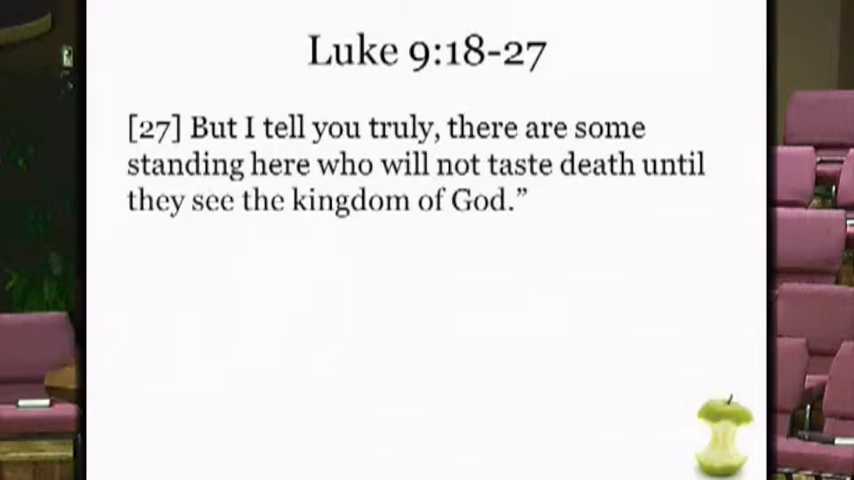 Luke 9:18-27
[27] But I tell you truly, there are some
standing here who will not taste death until
they see the kingdom of God.”